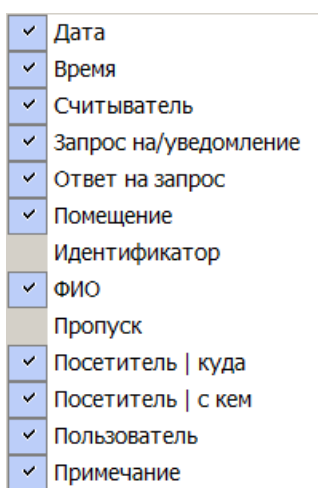 Дата
Время
Считыватель
Запрос на/уведомление
Ответ на запрос
Помещение
Идентификатор
ФИО
Пропуск
Посетитель | куда
Посетитель | с кем
Пользователь
Примечание